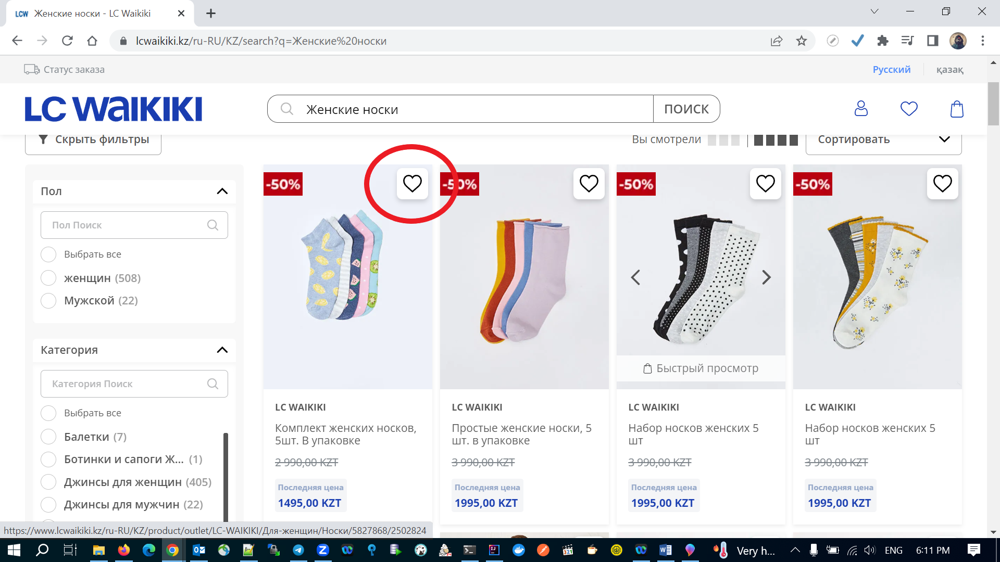 LCW Женские носки - LC Waikiki
lcwaikiki.kz/ru-RU/KZ/search?q=Женские%20носки
Статус заказа
Русский
қазақ
LC WAIKIKI
Женские носки
ПОИСК
Скрыть фильтры
Вы смотрели
Сортировать
Пол
Пол Поиск
Выбрать все
женщин (508)
Мужской (22)
Категория
Категория Поиск
Выбрать все
Балетки (7)
Ботинки и сапоги Ж... (1)
Джинсы для женщин (405)
Джинсы для мужчин (22)
-50%
LC WAIKIKI
Комплект женских носков,
5шт. В упаковке
2 990,00 KZT
Последняя цена
1495,00 KZT
-50%
LC WAIKIKI
Простые женские носки, 5
шт. в упаковке
3 990,00 KZT
Последняя цена
1995,00 KZT
-50%
Быстрый просмотр
LC WAIKIKI
Набор носков женских 5
шт
3 990,00 KZT
Последняя цена
1995,00 KZT
-50%
LC WAIKIKI
Набор носков женских 5
шт
3 990,00 KZT
Последняя цена
1995,00 KZT
https://www.lcwaikiki.kz/ru-RU/KZ/product/outlet/LC-WAIKIKI/Для-женщин/Носки/5827868/2502824
Very h...
ENG
6:11 PM